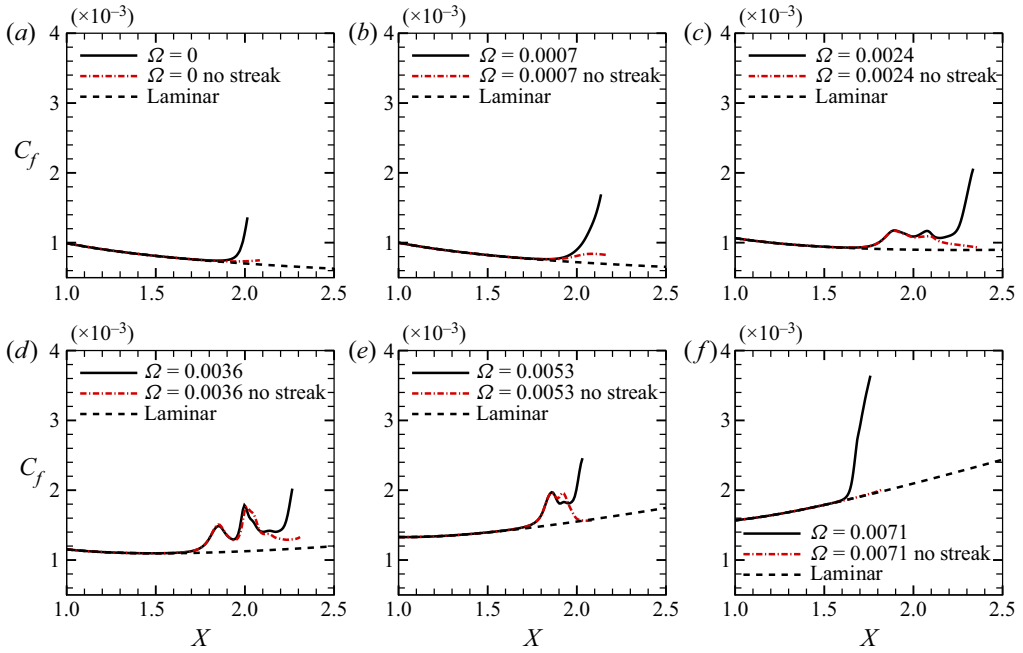 (×10⁻³) (×10⁻³) (×10⁻³)
(a) (b) (c)
4 4 4
Ω = 0 Ω = 0.0007 Ω = 0.0024
Ω = 0 no streak Ω = 0.0007 no streak Ω = 0.0024 no streak
Laminar Laminar Laminar
3 3 3
C_f
2 2 2
1 1 1
1.0 1.5 2.0 2.5 1.0 1.5 2.0 2.5 1.0 1.5 2.0 2.5
(×10⁻³) (×10⁻³) (×10⁻³)
(d) (e) (f)
4 4 4
Ω = 0.0036 Ω = 0.0053
Ω = 0.0036 no streak Ω = 0.0053 no streak
Laminar Laminar
3 3 3
C_f
2 2 2
Ω = 0.0071
1 1 1
Ω = 0.0071 no streak
Laminar
1.0 1.5 2.0 2.5 1.0 1.5 2.0 2.5 1.0 1.5 2.0 2.5
X X X